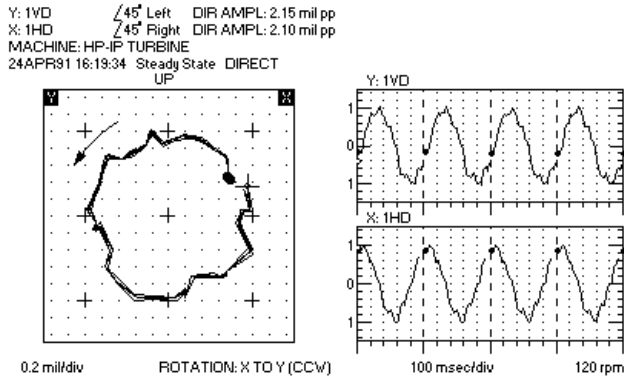 Y: 1VD ∠45° Left DIR AMPL: 2.15 mil pp
X: 1HD ∠45° Right DIR AMPL: 2.10 mil pp
MACHINE: HP-IP TURBINE
24APR91 16:19:34 Steady State DIRECT
UP
Y X
Y: 1VD
1
0
1
X: 1HD
1
0
1
0.2 mil/div ROTATION: X TO Y (CCW) 100 msec/div 120 rpm